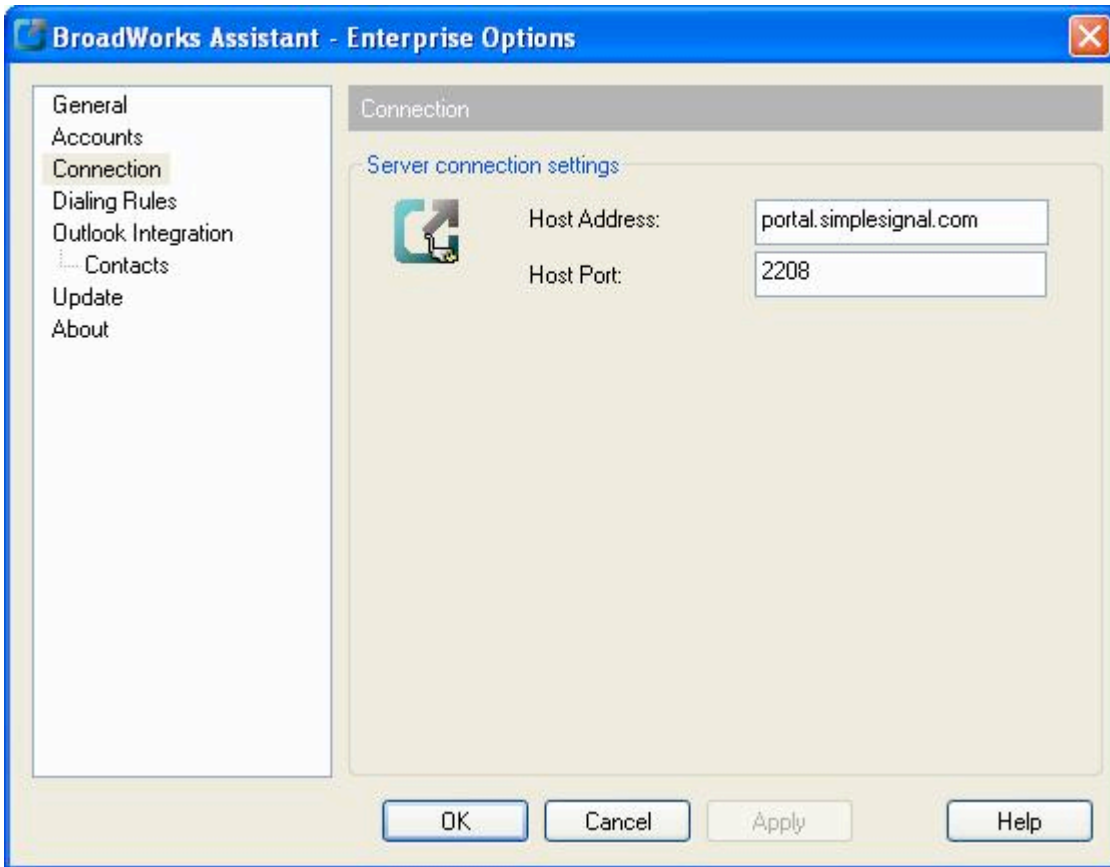 BroadWorks Assistant - Enterprise Options
General
Accounts
Connection
Dialing Rules
Outlook Integration
Contacts
Update
About
Connection
Server connection settings
Host Address: portal.simplesignal.com
Host Port: 2208
OK Cancel Apply Help